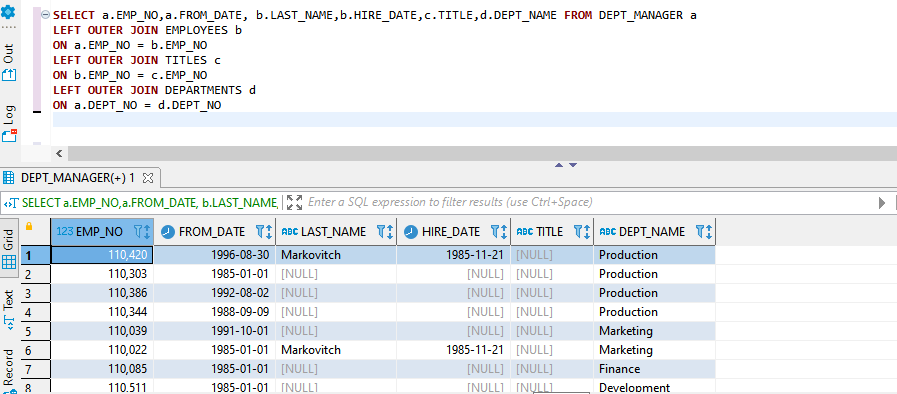 SELECT a.EMP_NO,a.FROM_DATE, b.LAST_NAME,b.HIRE_DATE,c.TITLE,d.DEPT_NAME FROM DEPT_MANAGER a
LEFT OUTER JOIN EMPLOYEES b
ON a.EMP_NO = b.EMP_NO
LEFT OUTER JOIN TITLES c
ON b.EMP_NO = c.EMP_NO
LEFT OUTER JOIN DEPARTMENTS d
ON a.DEPT_NO = d.DEPT_NO
Out
Log
DEPT_MANAGER(+) 1
SELECT a.EMP_NO,a.FROM_DATE, b.LAST_NAME, Enter a SQL expression to filter results (use Ctrl+Space)
Grid
Text
Record
123 EMP_NO FROM_DATE ABC LAST_NAME HIRE_DATE ABC TITLE ABC DEPT_NAME
1 110,420 1996-08-30 Markovitch 1985-11-21 [NULL] Production
2 110,303 1985-01-01 [NULL] [NULL] [NULL] Production
3 110,386 1992-08-02 [NULL] [NULL] [NULL] Production
4 110,344 1988-09-09 [NULL] [NULL] [NULL] Production
5 110,039 1991-10-01 [NULL] [NULL] [NULL] Marketing
6 110,022 1985-01-01 Markovitch 1985-11-21 [NULL] Marketing
7 110,085 1985-01-01 [NULL] [NULL] [NULL] Finance
8 110,511 1985-01-01 [NULL] [NULL] [NULL] Development